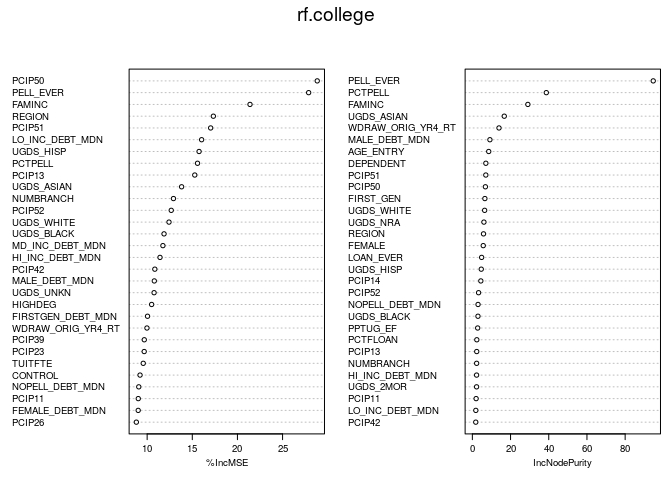 rf.college
PCIP50
PELL_EVER
FAMINC
REGION
PCIP51
LO_INC_DEBT_MDN
UGDS_HISP
PCTPELL
PCIP13
UGDS_ASIAN
NUMBRANCH
PCIP52
UGDS_WHITE
UGDS_BLACK
MD_INC_DEBT_MDN
HI_INC_DEBT_MDN
PCIP42
MALE_DEBT_MDN
UGDS_UNKN
HIGHDEG
FIRSTGEN_DEBT_MDN
WDRAW_ORIG_YR4_RT
PCIP39
PCIP23
TUITFTE
CONTROL
NOPELL_DEBT_MDN
PCIP11
FEMALE_DEBT_MDN
PCIP26
10 15 20 25
%IncMSE
PELL_EVER
PCTPELL
FAMINC
UGDS_ASIAN
WDRAW_ORIG_YR4_RT
MALE_DEBT_MDN
AGE_ENTRY
DEPENDENT
PCIP51
PCIP50
FIRST_GEN
UGDS_WHITE
UGDS_NRA
REGION
FEMALE
LOAN_EVER
UGDS_HISP
PCIP14
PCIP52
NOPELL_DEBT_MDN
UGDS_BLACK
PPTUG_EF
PCTFLOAN
PCIP13
NUMBRANCH
HI_INC_DEBT_MDN
UGDS_2MOR
PCIP11
LO_INC_DEBT_MDN
PCIP42
0 20 40 60 80
IncNodePurity